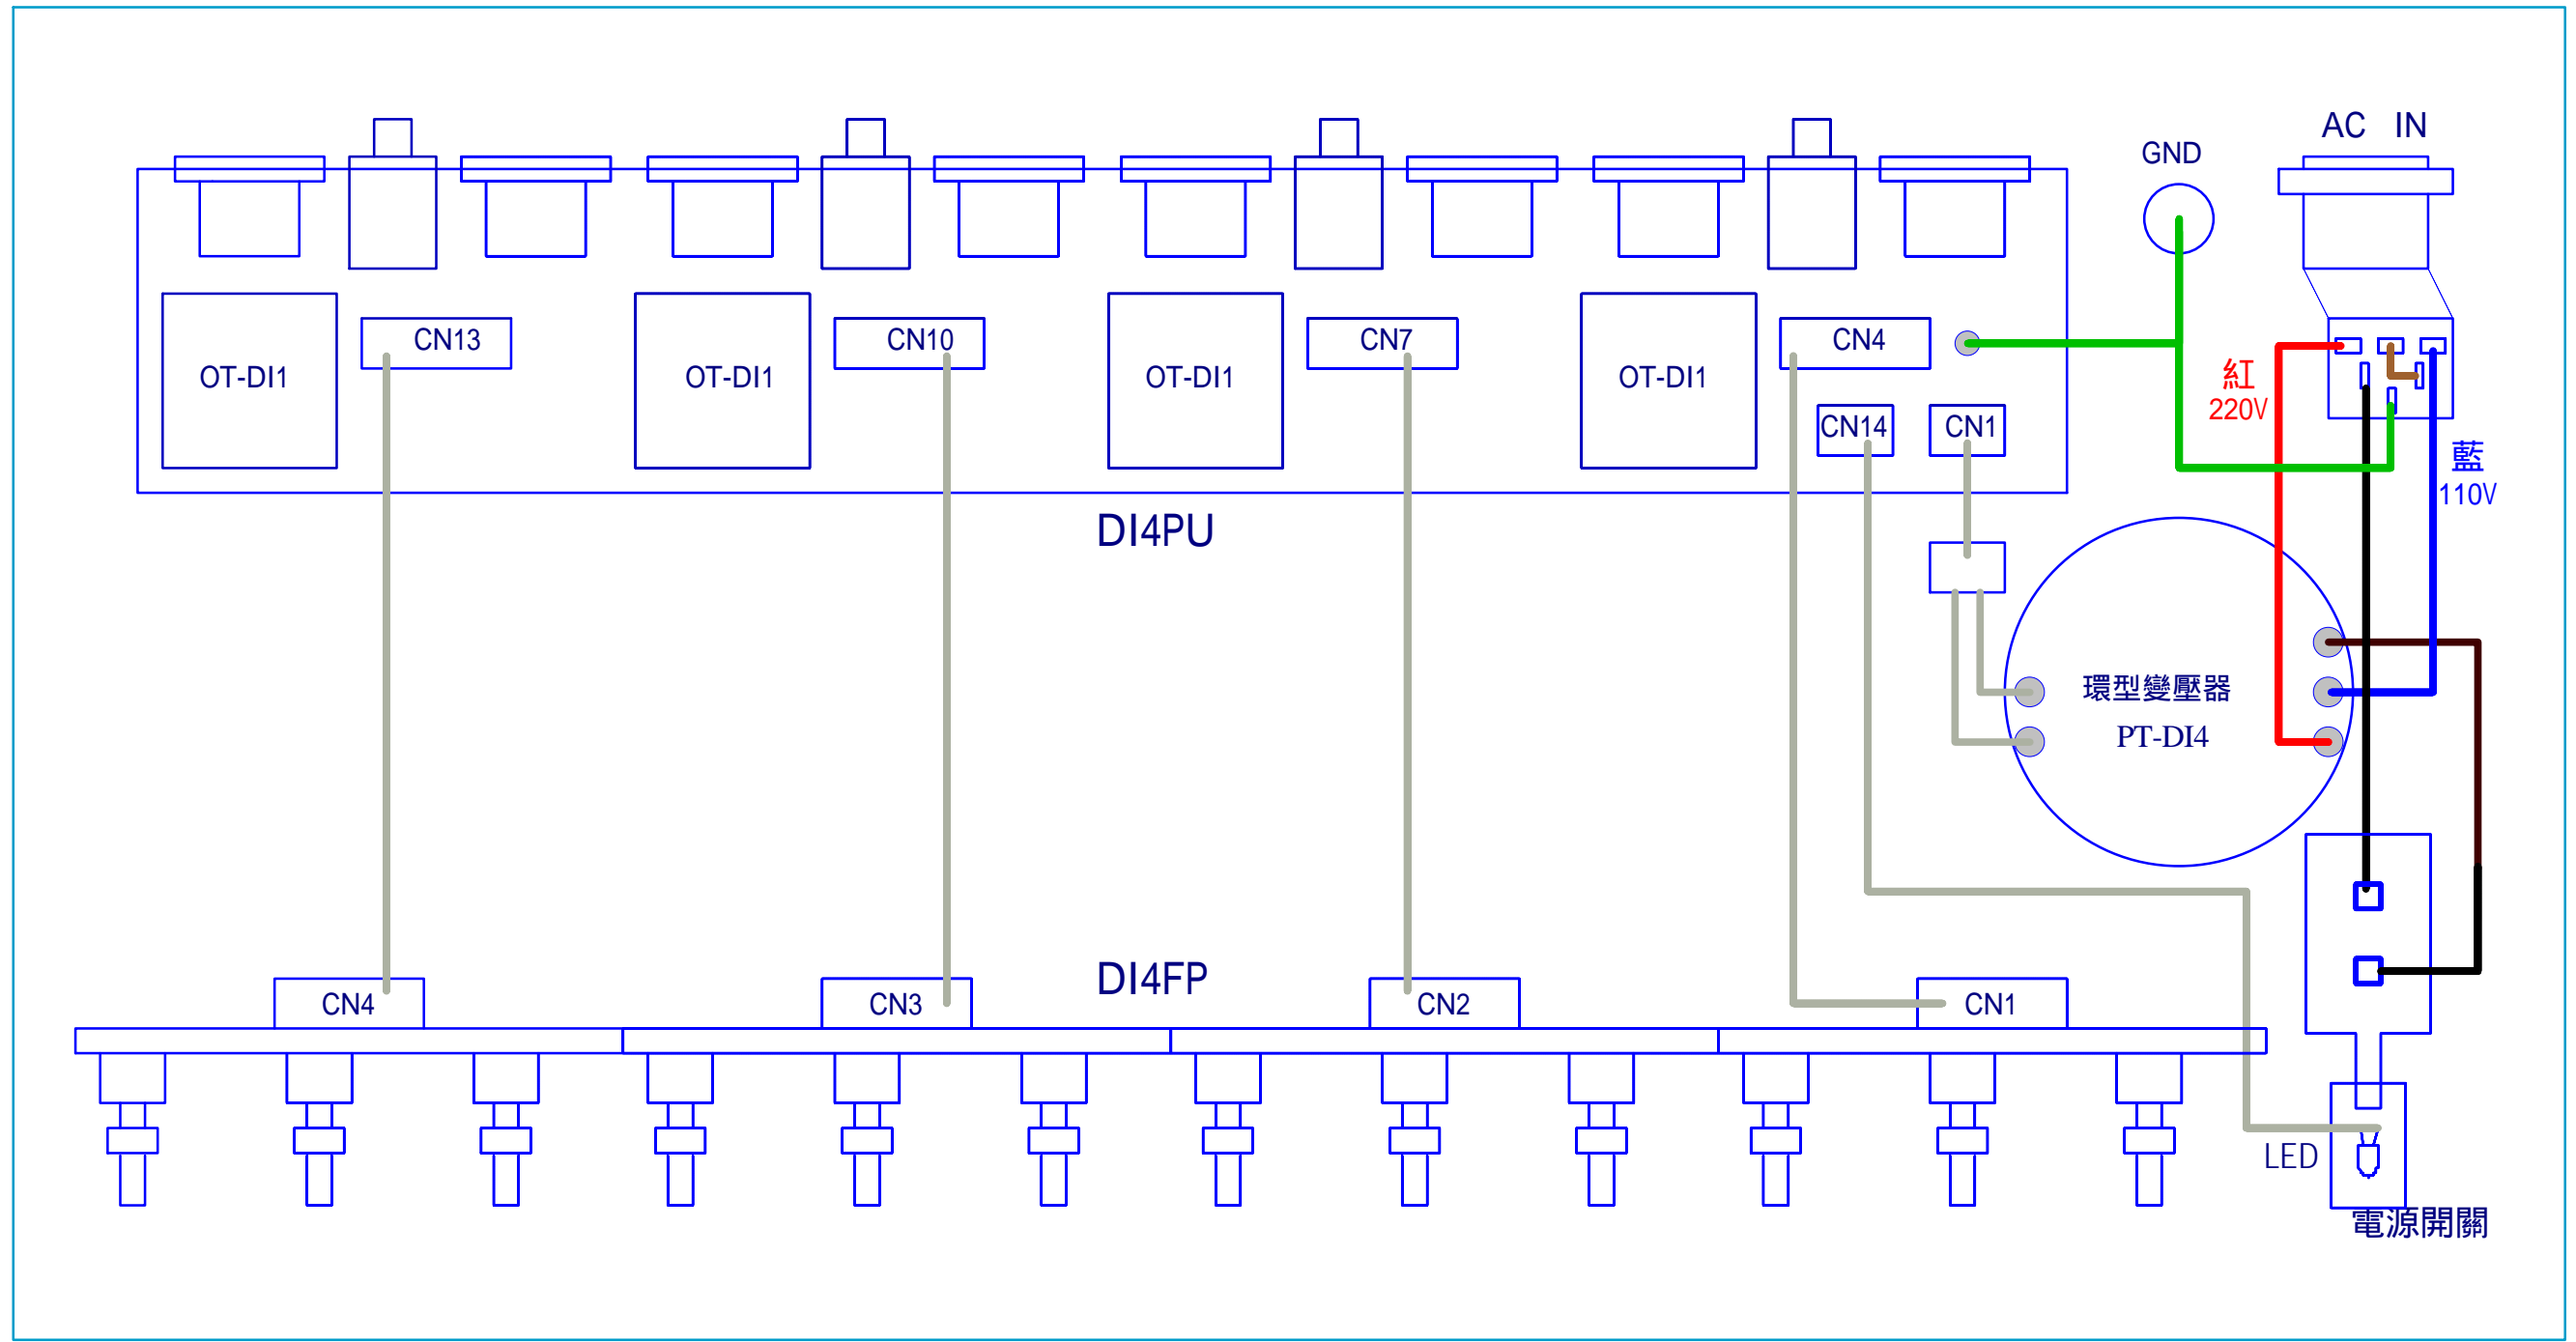 AC IN
GND
CN13
CN10
CN7
CN4
OT-DI1
OT-DI1
OT-DI1
OT-DI1
紅
220V
CN14
CN1
藍
110V
DI4PU
環型變壓器
PT-DI4
DI4FP
CN4
CN3
CN2
CN1
LED
電源開關